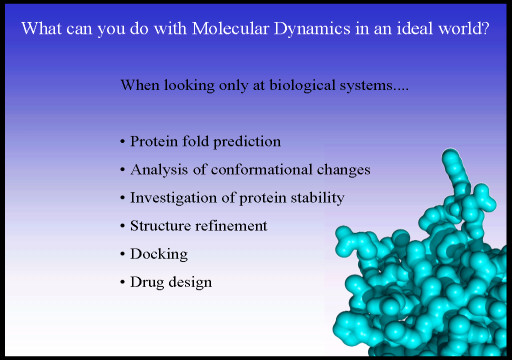 What can you do with Molecular Dynamics in an ideal world?
When looking only at biological systems....
• Protein fold prediction
• Analysis of conformational changes
• Investigation of protein stability
• Structure refinement
• Docking
• Drug design